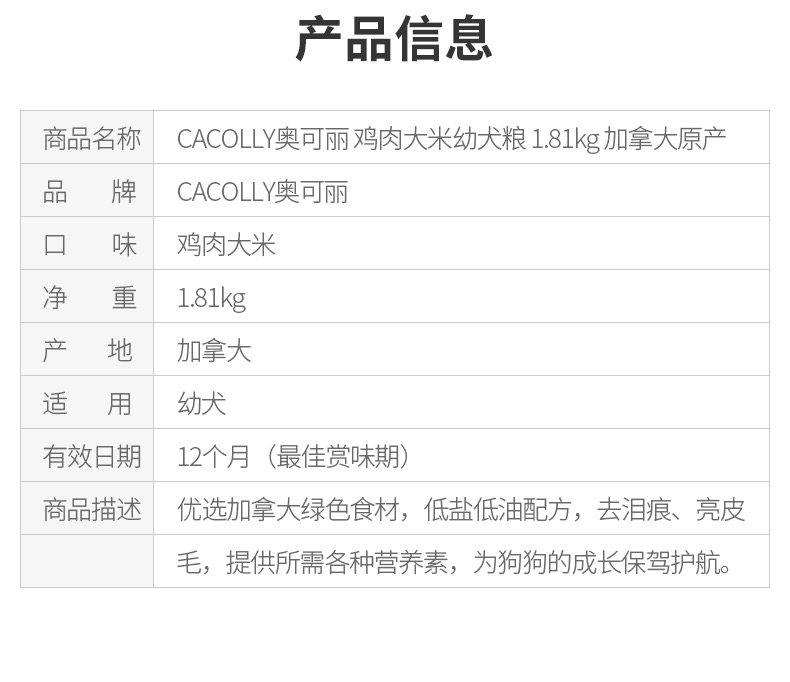 产品信息
商品名称 CACOLLY奥可丽 鸡肉大米幼犬粮 1.81kg 加拿大原产
品 牌 CACOLLY奥可丽
口 味 鸡肉大米
净 重 1.81kg
产 地 加拿大
适 用 幼犬
有效日期 12个月（最佳赏味期）
商品描述 优选加拿大绿色食材，低盐低油配方，去泪痕、亮皮
毛，提供所需各种营养素，为狗狗的成长保驾护航。